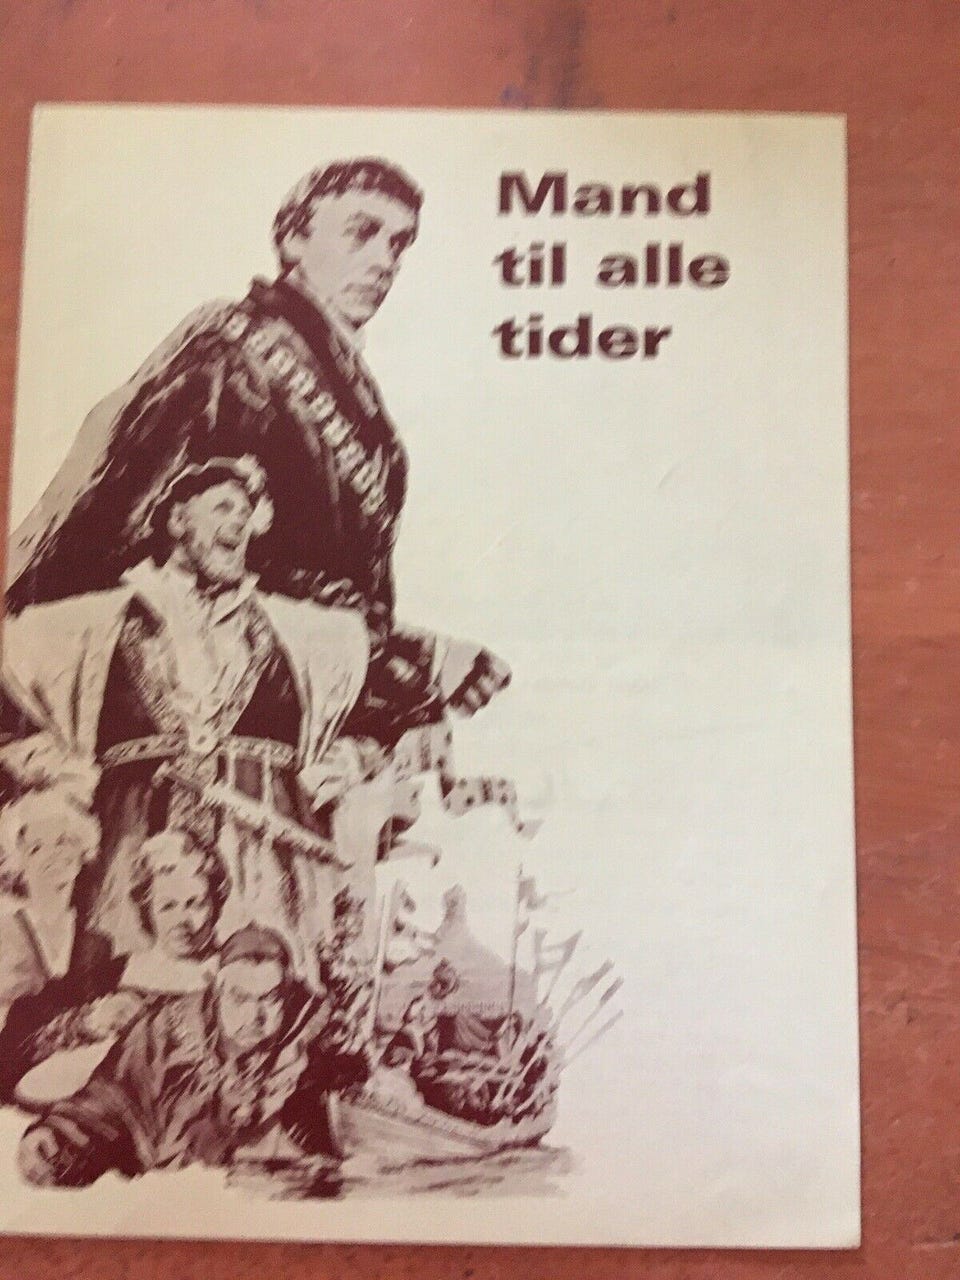 Mand
til alle
tider